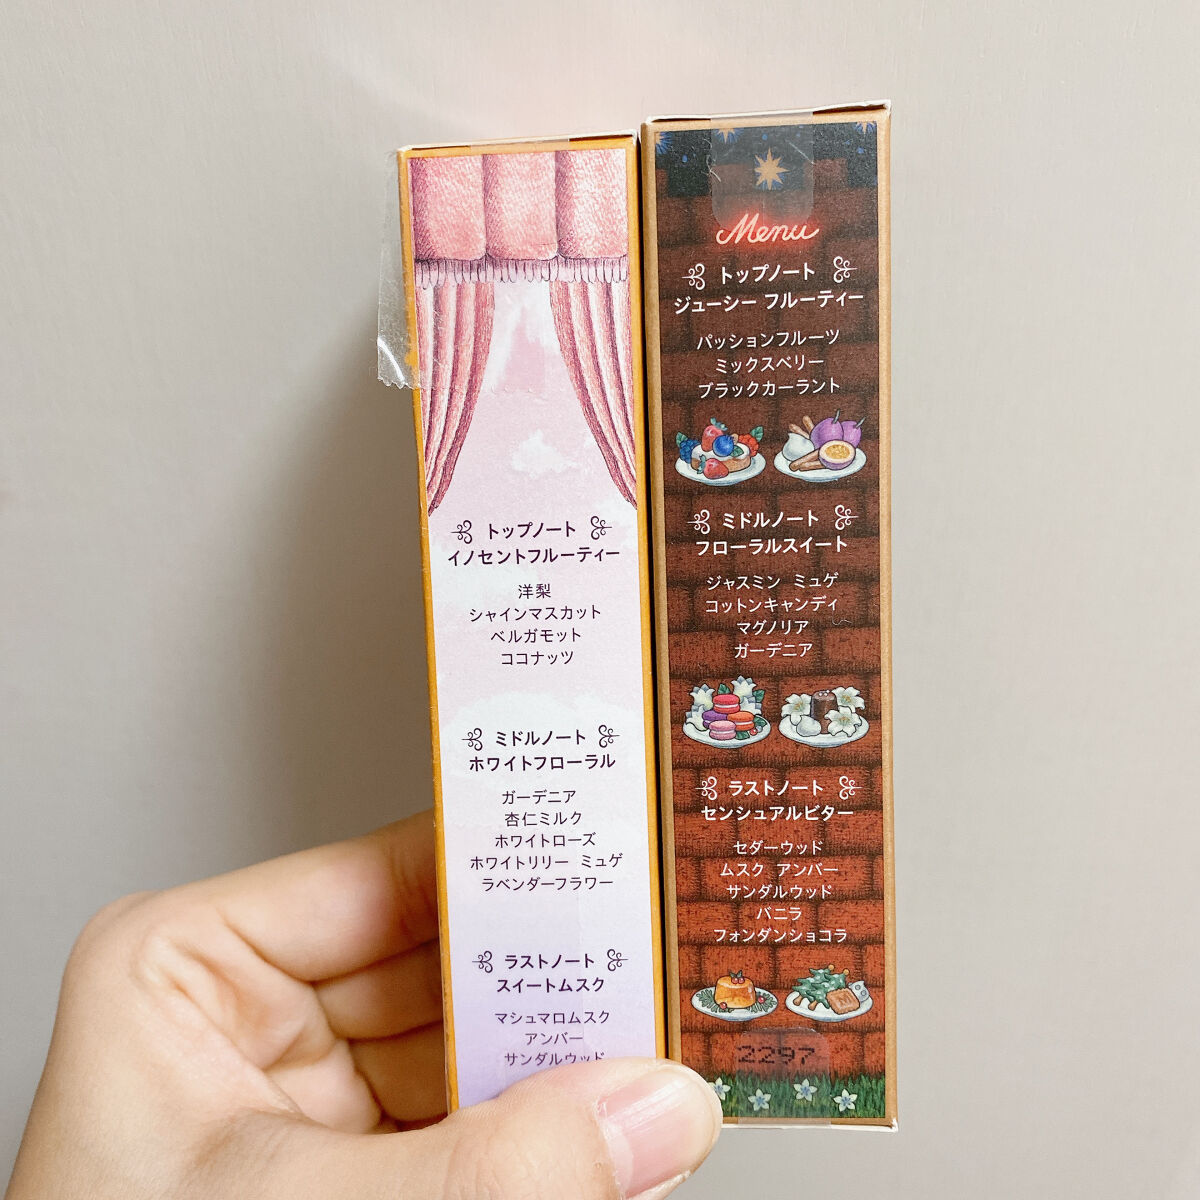 トップノート
イノセントフルーティー
洋梨
シャインマスカット
ベルガモット
ココナッツ
ミドルノート
ホワイトフローラル
ガーデニア
杏仁ミルク
ホワイトローズ
ホワイトリリー ミュゲ
ラベンダーフラワー
ラストノート
スイートムスク
マシュマロムスク
アンバー
サンダルウッド
Menu
トップノート
ジューシー フルーティー
パッションフルーツ
ミックスベリー
ブラックカーラント
ミドルノート
フローラルスイート
ジャスミン ミュゲ
コットンキャンディ
マグノリア
ガーデニア
ラストノート
センシュアルビター
セダーウッド
ムスク アンバー
サンダルウッド
バニラ
フォンダンショコラ
2297